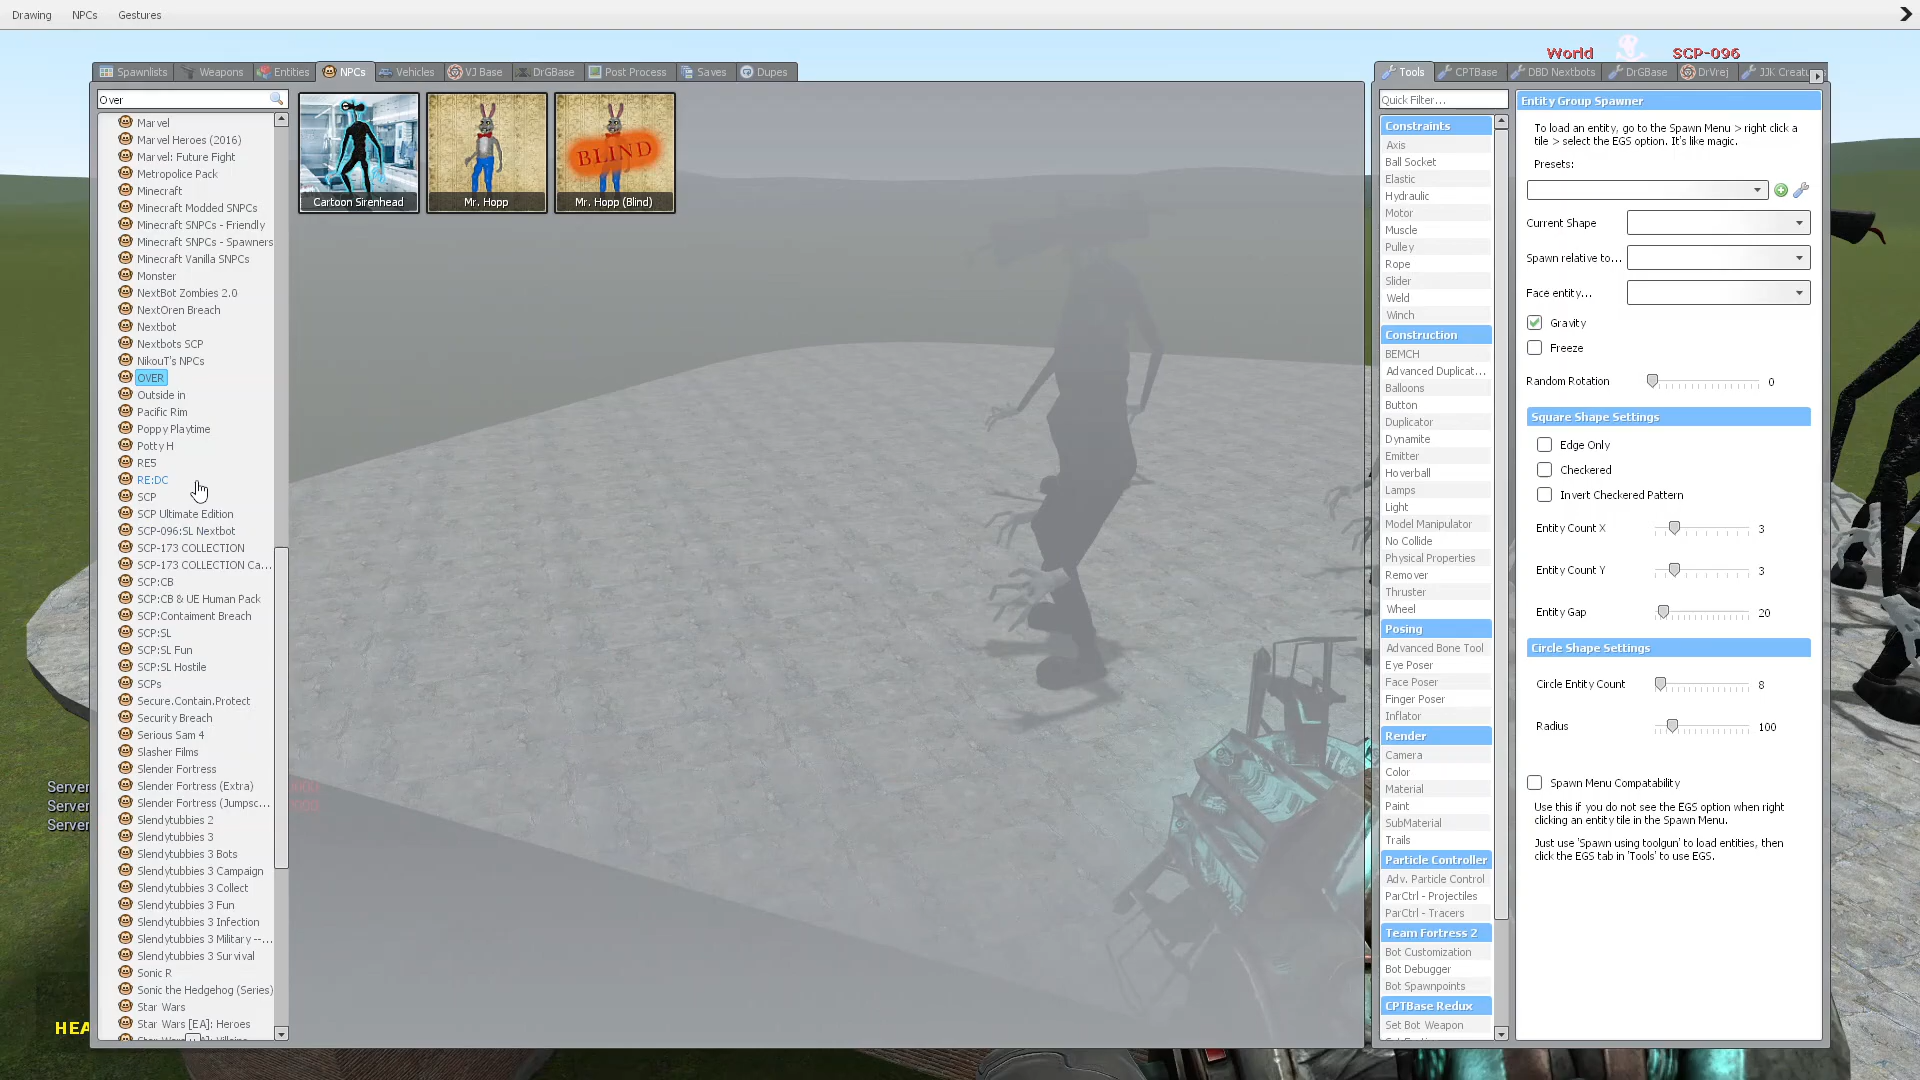 Drawing NPCs Gestures
World SCP-096
Spawnlists Weapons Entities NPCs Vehicles VJ Base DrGBase Post Process Saves Dupes
Tools CPTBase DBD Nextbots DrGBase DrVrej JJK Creatu
Over
Marvel
Marvel Heroes (2016)
Marvel: Future Fight
Metropolice Pack
Minecraft
Minecraft Modded SNPCs
Minecraft SNPCs - Friendly
Minecraft SNPCs - Spawners
Minecraft Vanilla SNPCs
Monster
NextBot Zombies 2.0
NextOren Breach
Nextbot
Nextbots SCP
NikouT's NPCs
OVER
Outside in
Pacific Rim
Poppy Playtime
Potty H
RE5
RE:DC
SCP
SCP Ultimate Edition
SCP-096:SL Nextbot
SCP-173 COLLECTION
SCP-173 COLLECTION Ca...
SCP:CB
SCP:CB & UE Human Pack
SCP:Contaiment Breach
SCP:SL
SCP:SL Fun
SCP:SL Hostile
SCPs
Secure.Contain.Protect
Security Breach
Serious Sam 4
Slasher Films
Slender Fortress
Slender Fortress (Extra)
Slender Fortress (Jumpsc...
Slendytubbies 2
Slendytubbies 3
Slendytubbies 3 Bots
Slendytubbies 3 Campaign
Slendytubbies 3 Collect
Slendytubbies 3 Fun
Slendytubbies 3 Infection
Slendytubbies 3 Military --...
Slendytubbies 3 Survival
Sonic R
Sonic the Hedgehog (Series)
Star Wars
Star Wars [EA]: Heroes
Cartoon Sirenhead
Mr. Hopp
BLIND
Mr. Hopp (Blind)
Server
Server
Server
HEA
Quick Filter...
Constraints
Axis
Ball Socket
Elastic
Hydraulic
Motor
Muscle
Pulley
Rope
Slider
Weld
Winch
Construction
BEMCH
Advanced Duplicat...
Balloons
Button
Duplicator
Dynamite
Emitter
Hoverball
Lamps
Light
Model Manipulator
No Collide
Physical Properties
Remover
Thruster
Wheel
Posing
Advanced Bone Tool
Eye Poser
Face Poser
Finger Poser
Inflator
Render
Camera
Color
Material
Paint
SubMaterial
Trails
Particle Controller
Adv. Particle Control
ParCtrl - Projectiles
ParCtrl - Tracers
Team Fortress 2
Bot Customization
Bot Debugger
Bot Spawnpoints
CPTBase Redux
Set Bot Weapon
Entity Group Spawner
To load an entity, go to the Spawn Menu > right click a
tile > select the EGS option. It's like magic.
Presets:
Current Shape
Spawn relative to...
Face entity...
Gravity
Freeze
Random Rotation 0
Square Shape Settings
Edge Only
Checkered
Invert Checkered Pattern
Entity Count X 3
Entity Count Y 3
Entity Gap 20
Circle Shape Settings
Circle Entity Count 8
Radius 100
Spawn Menu Compatability
Use this if you do not see the EGS option when right
clicking an entity tile in the Spawn Menu.
Just use 'Spawn using toolgun' to load entities, then
click the EGS tab in 'Tools' to use EGS.